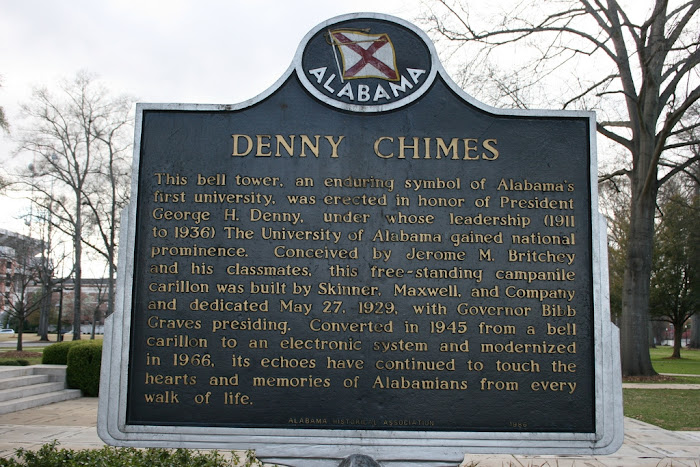 ALABAMA
DENNY CHIMES
This bell tower, an enduring symbol of Alabama's
first university, was erected in honor of President
George H. Denny, under whose leadership (1911
to 1936) The University of Alabama gained national
prominence. Conceived by Jerome M. Britchey
and his classmates, this free-standing campanile
carillon was built by Skinner, Maxwell, and Company
and dedicated May 27, 1929, with Governor Bibb
Graves presiding. Converted in 1945 from a bell
carillon to an electronic system and modernized
in 1966, its echoes have continued to touch the
hearts and memories of Alabamians from every
walk of life.
ALABAMA HISTORICAL ASSOCIATION